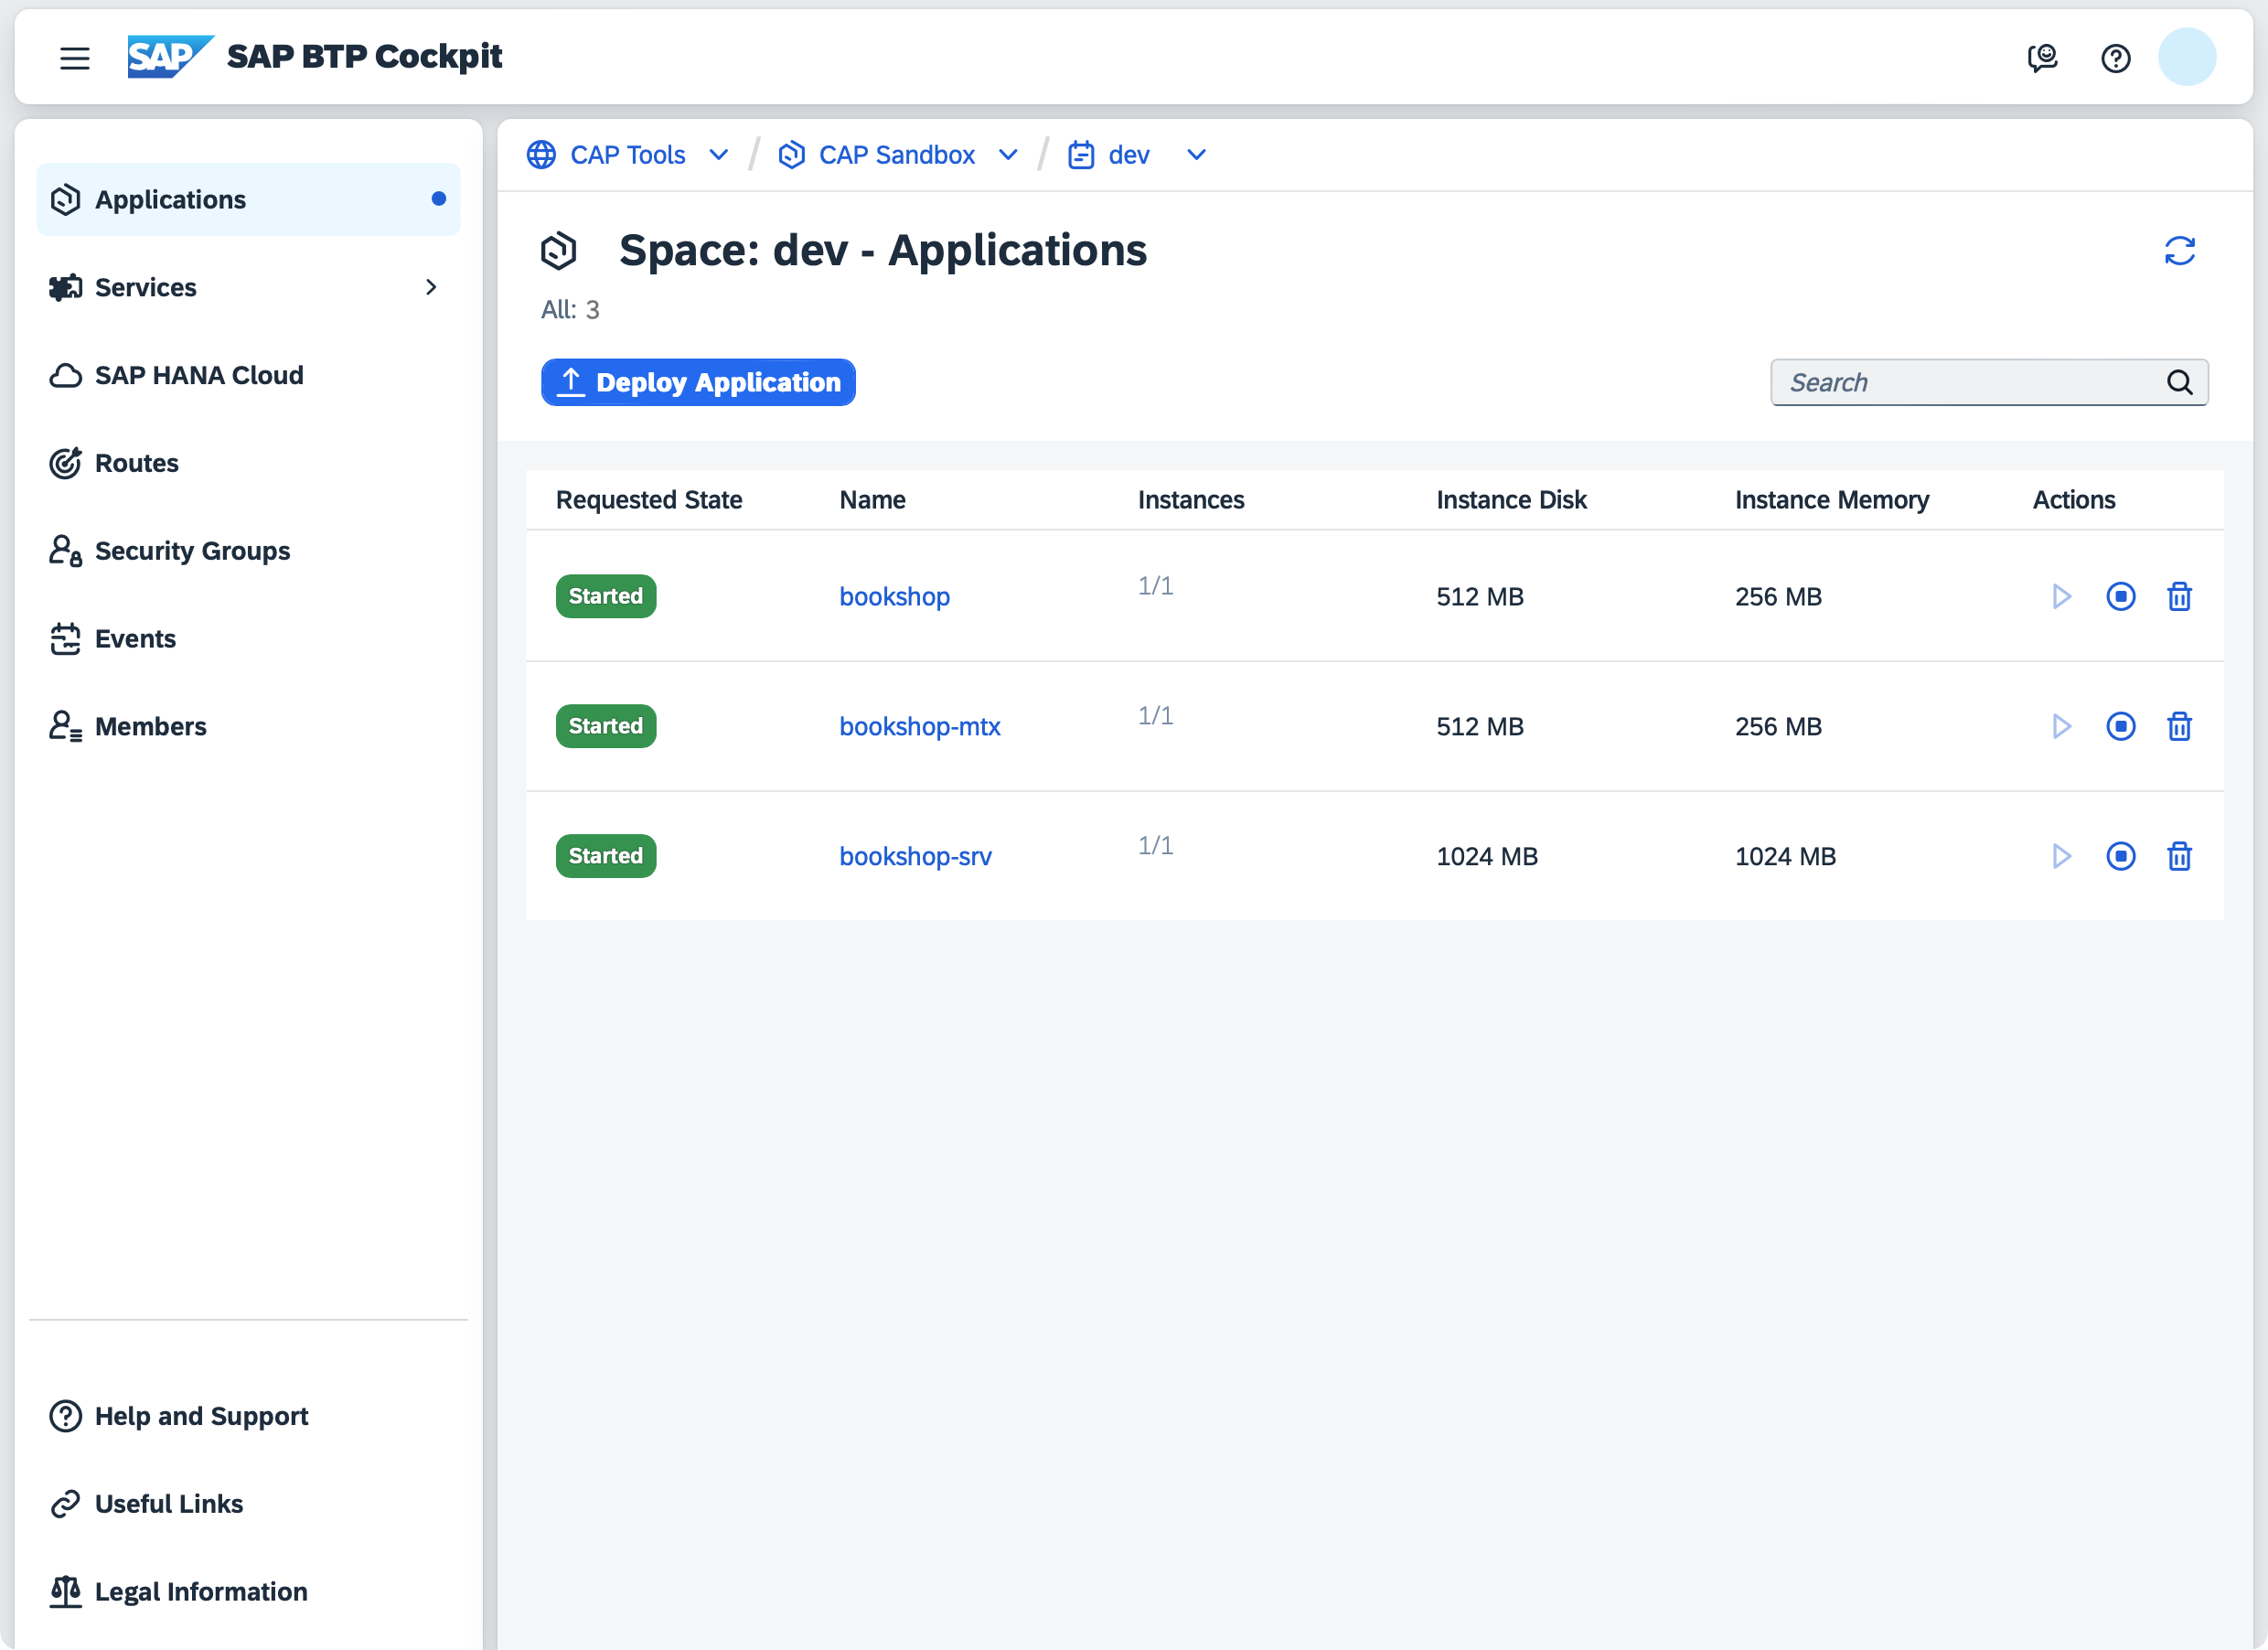 SAP SAP BTP Cockpit
Applications
Services
SAP HANA Cloud
Routes
Security Groups
Events
Members
Help and Support
Useful Links
Legal Information
CAP Tools / CAP Sandbox / dev
Space: dev - Applications
All: 3
Deploy Application
Search
Requested State Name Instances Instance Disk Instance Memory Actions
Started bookshop 1/1 512 MB 256 MB
Started bookshop-mtx 1/1 512 MB 256 MB
Started bookshop-srv 1/1 1024 MB 1024 MB